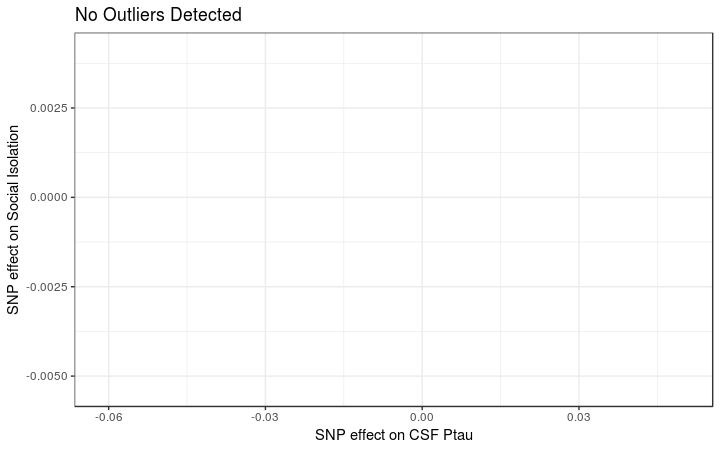 No Outliers Detected
SNP effect on Social Isolation
0.0025
0.0000
-0.0025
-0.0050
-0.06
-0.03
0.00
0.03
SNP effect on CSF Ptau